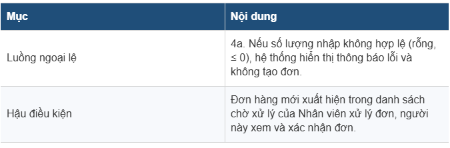 Mục
Nội dung
Luồng ngoại lệ
4a. Nếu số lượng nhập không hợp lệ (rỗng,
≤ 0), hệ thống hiển thị thông báo lỗi và
không tạo đơn.
Hậu điều kiện
Đơn hàng mới xuất hiện trong danh sách
chờ xử lý của Nhân viên xử lý đơn, người
này xem và xác nhận đơn.